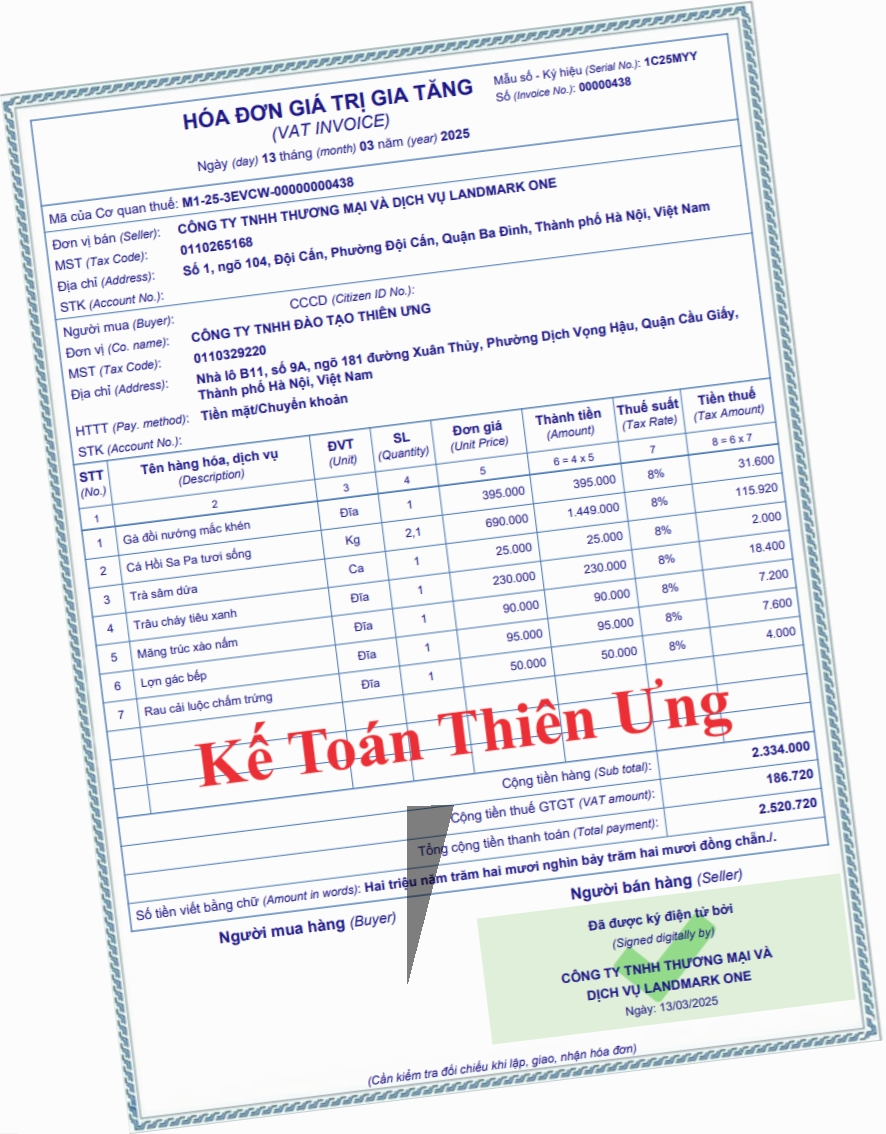 HÓA ĐƠN GIÁ TRỊ GIA TĂNG
(VAT INVOICE)
Ngày (day) 13 tháng (month) 03 năm (year) 2025
Mẫu số - Ký hiệu (Serial No.): 1C25MYY
Số (Invoice No.): 00000438
Mã của Cơ quan thuế: M1-25-3EVCW-00000000438
Đơn vị bán (Seller): CÔNG TY TNHH THƯƠNG MẠI VÀ DỊCH VỤ LANDMARK ONE
MST (Tax Code): 0110265168
Địa chỉ (Address): Số 1, ngõ 104, Đội Cấn, Phường Đội Cấn, Quận Ba Đình, Thành phố Hà Nội, Việt Nam
STK (Account No.):
Người mua (Buyer): CCCD (Citizen ID No.):
Đơn vị (Co. name): CÔNG TY TNHH ĐÀO TẠO THIÊN ƯNG
MST (Tax Code): 0110329220
Địa chỉ (Address): Nhà lô B11, số 9A, ngõ 181 đường Xuân Thủy, Phường Dịch Vọng Hậu, Quận Cầu Giấy,
Thành phố Hà Nội, Việt Nam
HTTT (Pay. method): Tiền mặt/Chuyển khoản
STK (Account No.):
STT (No.) Tên hàng hóa, dịch vụ (Description) ĐVT (Unit) SL (Quantity) Đơn giá (Unit Price) Thành tiền (Amount) Thuế suất (Tax Rate) Tiền thuế (Tax Amount)
1 2 3 4 5 6 = 4 x 5 7 8 = 6 x 7
1 Gà đồi nướng mắc khén Đĩa 1 395.000 395.000 8% 31.600
2 Cá Hồi Sa Pa tươi sống Kg 2,1 690.000 1.449.000 8% 115.920
3 Trà sâm dứa Ca 1 25.000 25.000 8% 2.000
4 Trâu cháy tiêu xanh Đĩa 1 230.000 230.000 8% 18.400
5 Măng trúc xào nấm Đĩa 1 90.000 90.000 8% 7.200
6 Lợn gác bếp Đĩa 1 95.000 95.000 8% 7.600
7 Rau cải luộc chấm trứng Đĩa 1 50.000 50.000 8% 4.000
Kế Toán Thiên Ưng
Cộng tiền hàng (Sub total): 2.334.000
Cộng tiền thuế GTGT (VAT amount): 186.720
Tổng cộng tiền thanh toán (Total payment): 2.520.720
Số tiền viết bằng chữ (Amount in words): Hai triệu năm trăm hai mươi nghìn bảy trăm hai mươi đồng chẵn./.
Người mua hàng (Buyer)
Người bán hàng (Seller)
Đã được ký điện tử bởi
(Signed digitally by)
CÔNG TY TNHH THƯƠNG MẠI VÀ
DỊCH VỤ LANDMARK ONE
Ngày: 13/03/2025
(Cần kiểm tra đối chiếu khi lập, giao, nhận hóa đơn)